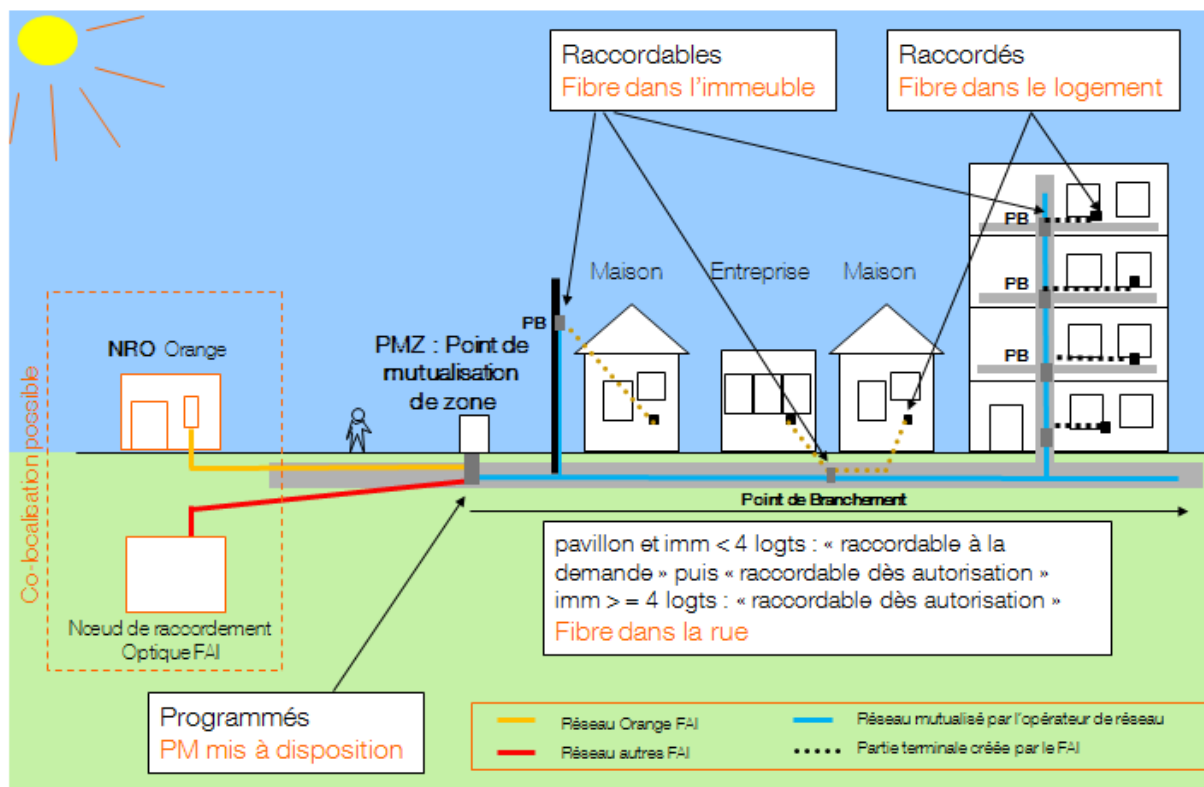 Raccordables
Fibre dans l'immeuble
Raccordés
Fibre dans le logement
PB
Maison
Entreprise
Maison
PB
PB
PB
NRO Orange
PMZ : Point de
mutualisation
de zone
Co-localisation possible
Point de Branchement
Nœud de raccordement
Optique FAI
pavillon et imm < 4 logts : « raccordable à la
demande » puis « raccordable dès autorisation »
imm > = 4 logts : « raccordable dès autorisation »
Fibre dans la rue
Programmés
PM mis à disposition
Réseau Orange FAI
Réseau mutualisé par l'opérateur de réseau
Réseau autres FAI
Partie terminale créée par le FAI